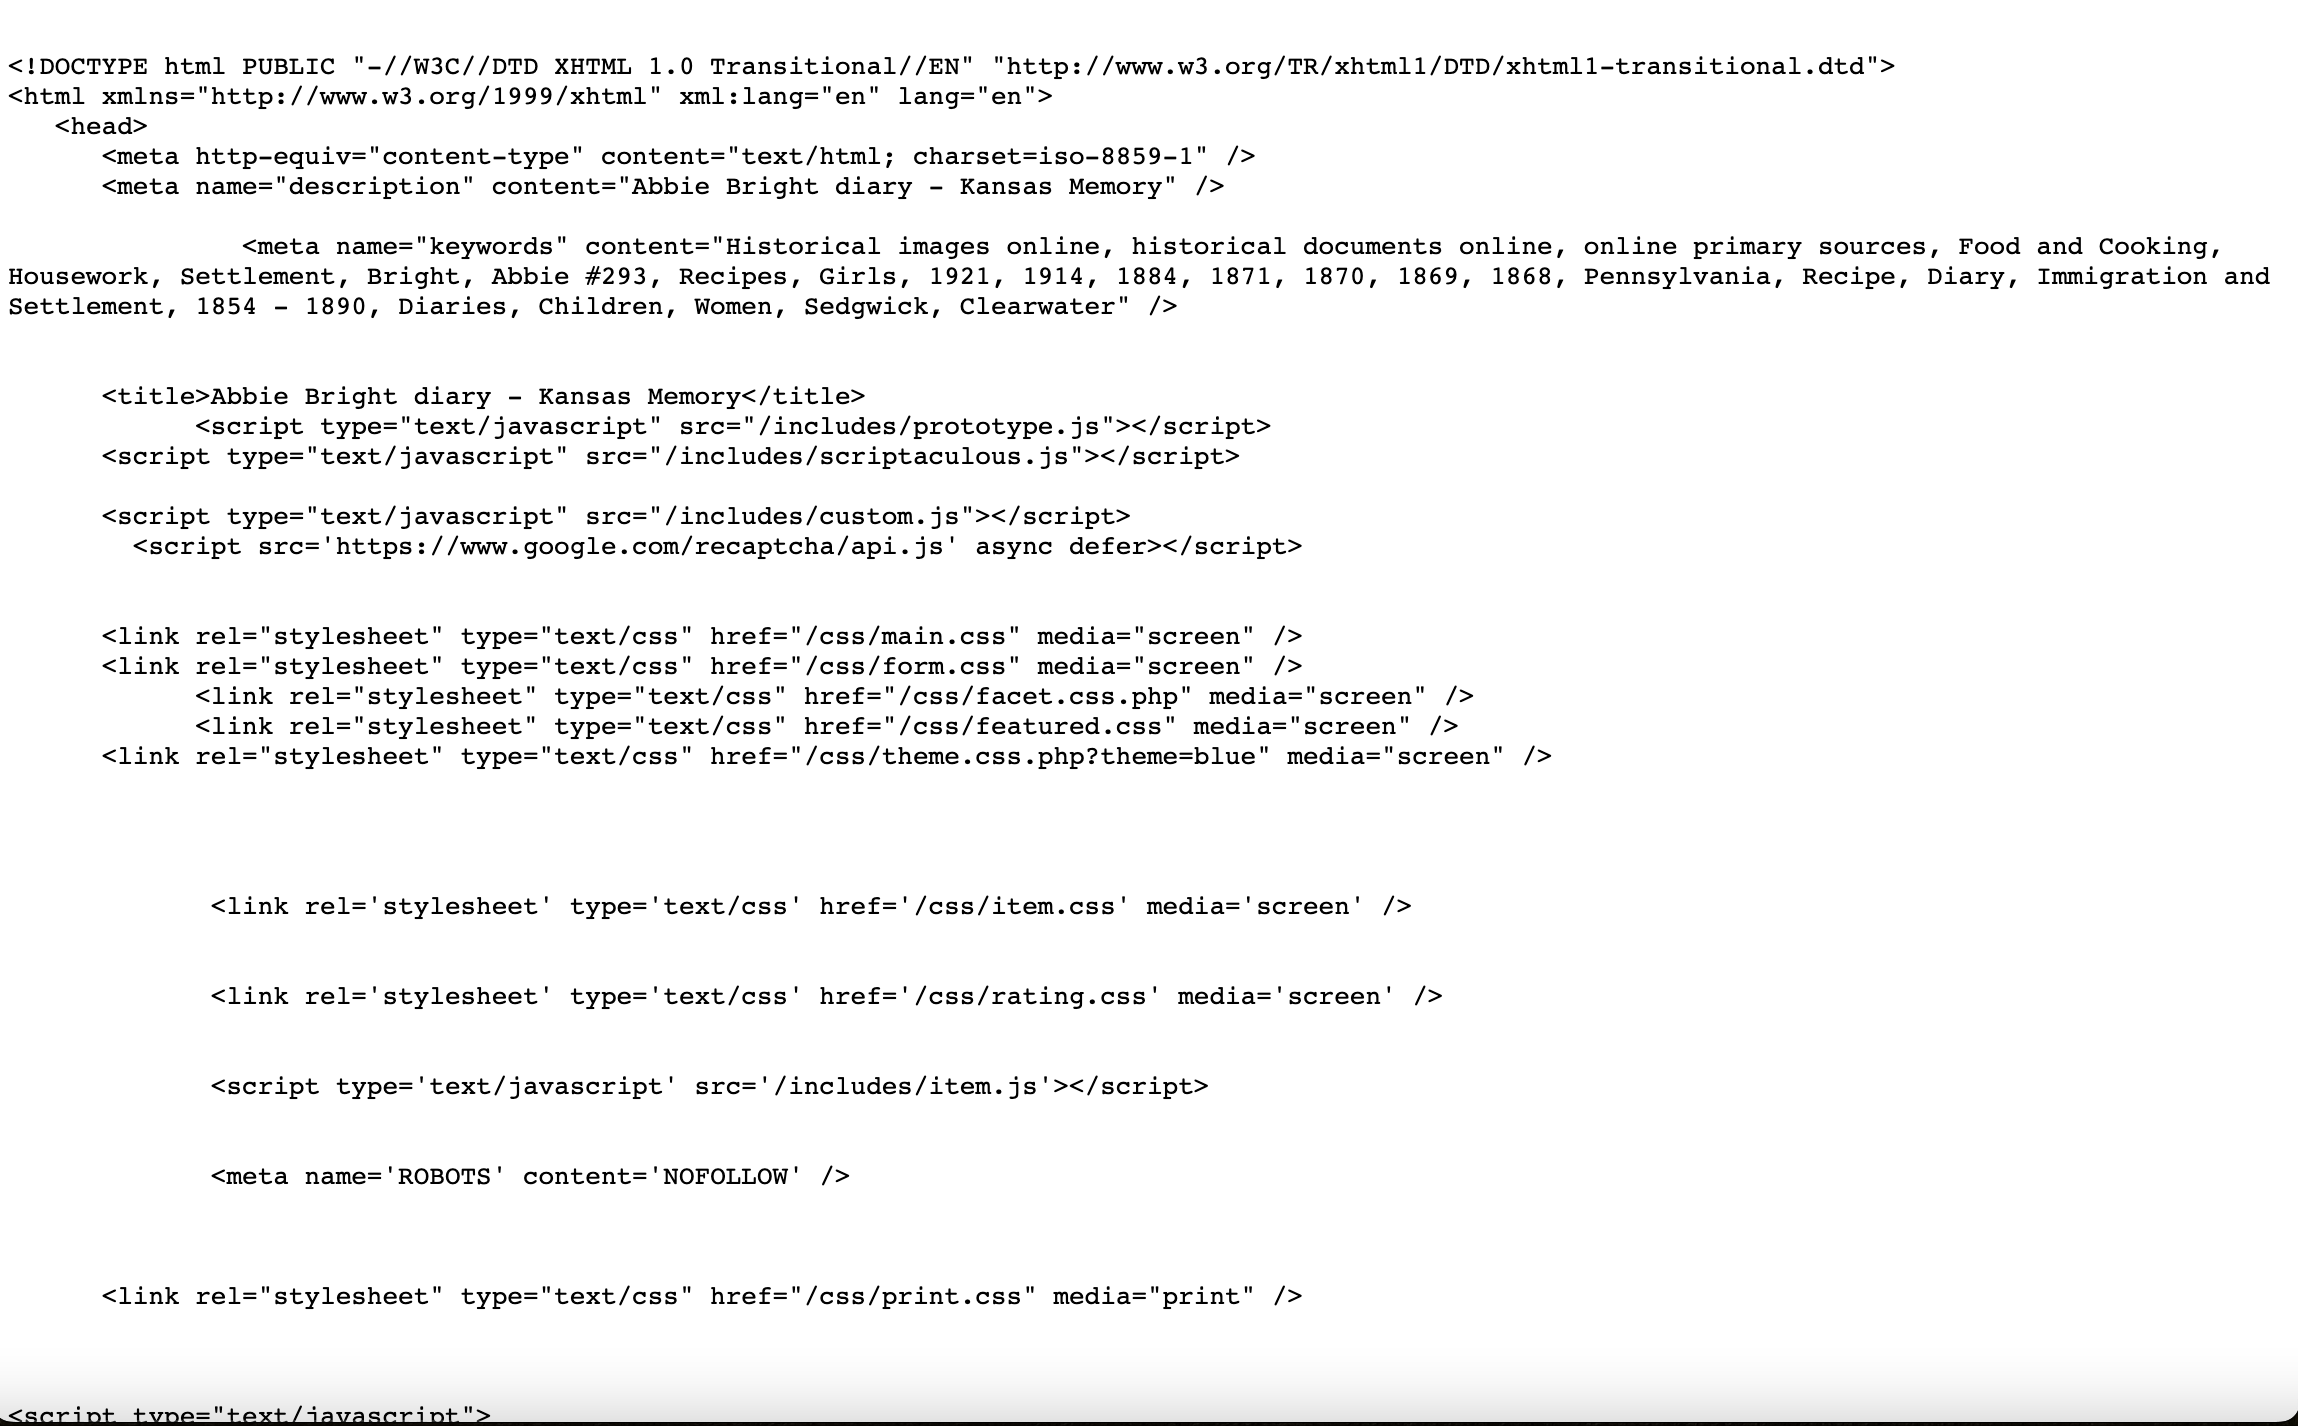 <!DOCTYPE html PUBLIC "-//W3C//DTD XHTML 1.0 Transitional//EN" "http://www.w3.org/TR/xhtml1/DTD/xhtml1-transitional.dtd">
<html xmlns="http://www.w3.org/1999/xhtml" xml:lang="en" lang="en">
<head>
<meta http-equiv="content-type" content="text/html; charset=iso-8859-1" />
<meta name="description" content="Abbie Bright diary - Kansas Memory" />
<meta name="keywords" content="Historical images online, historical documents online, online primary sources, Food and Cooking,
Housework, Settlement, Bright, Abbie #293, Recipes, Girls, 1921, 1914, 1884, 1871, 1870, 1869, 1868, Pennsylvania, Recipe, Diary, Immigration and
Settlement, 1854 - 1890, Diaries, Children, Women, Sedgwick, Clearwater" />
<title>Abbie Bright diary - Kansas Memory</title>
<script type="text/javascript" src="/includes/prototype.js"></script>
<script type="text/javascript" src="/includes/scriptaculous.js"></script>
<script type="text/javascript" src="/includes/custom.js"></script>
<script src='https://www.google.com/recaptcha/api.js' async defer></script>
<link rel="stylesheet" type="text/css" href="/css/main.css" media="screen" />
<link rel="stylesheet" type="text/css" href="/css/form.css" media="screen" />
<link rel="stylesheet" type="text/css" href="/css/facet.css.php" media="screen" />
<link rel="stylesheet" type="text/css" href="/css/featured.css" media="screen" />
<link rel="stylesheet" type="text/css" href="/css/theme.css.php?theme=blue" media="screen" />
<link rel='stylesheet' type='text/css' href='/css/item.css' media='screen' />
<link rel='stylesheet' type='text/css' href='/css/rating.css' media='screen' />
<script type='text/javascript' src='/includes/item.js'></script>
<meta name='ROBOTS' content='NOFOLLOW' />
<link rel="stylesheet" type="text/css" href="/css/print.css" media="print" />
<script type="text/javascript">